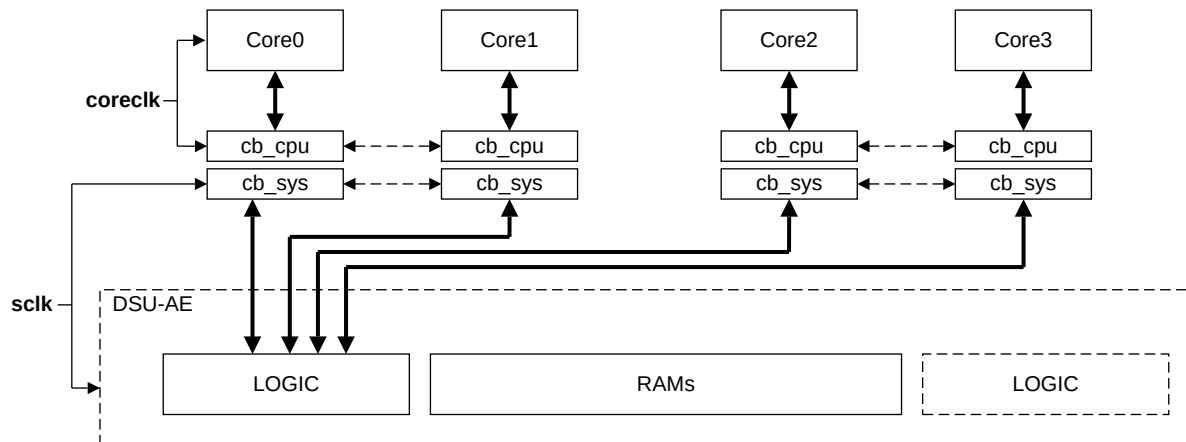 Core0
Core1
Core2
Core3
coreclk
cb_cpu
cb_cpu
cb_cpu
cb_cpu
cb_sys
cb_sys
cb_sys
cb_sys
sclk
DSU-AE
LOGIC
RAMs
LOGIC